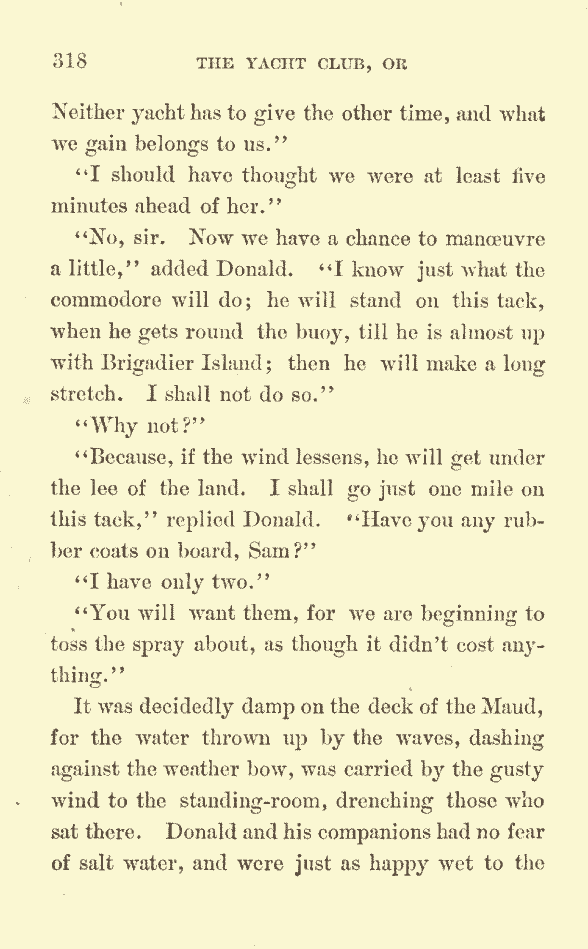 318 THE YACHT CLUB, OR
Neither yacht has to give the other time, and what
we gain belongs to us."
"I should have thought we were at least five
minutes ahead of her."
"No, sir. Now we have a chance to manœuvre
a little," added Donald. "I know just what the
commodore will do; he will stand on this tack,
when he gets round the buoy, till he is almost up
with Brigadier Island; then he will make a long
stretch. I shall not do so."
"Why not?"
"Because, if the wind lessens, he will get under
the lee of the land. I shall go just one mile on
this tack," replied Donald. "Have you any rub-
ber coats on board, Sam?"
"I have only two."
"You will want them, for we are beginning to
toss the spray about, as though it didn't cost any-
thing."
It was decidedly damp on the deck of the Maud,
for the water thrown up by the waves, dashing
against the weather bow, was carried by the gusty
wind to the standing-room, drenching those who
sat there. Donald and his companions had no fear
of salt water, and were just as happy wet to the